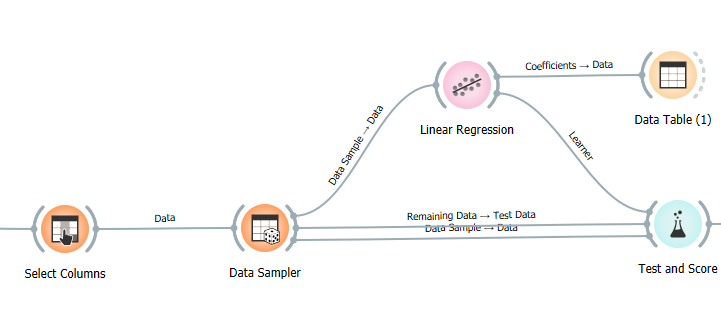 Coefficients → Data
Data Table (1)
Linear Regression
Data Sample → Data
Learner
Data
Remaining Data → Test Data
Data Sample → Data
Select Columns
Data Sampler
Test and Score